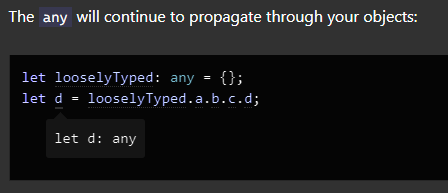 The any will continue to propagate through your objects:
let looselyTyped: any = {};
let d = looselyTyped.a.b.c.d;
let d: any